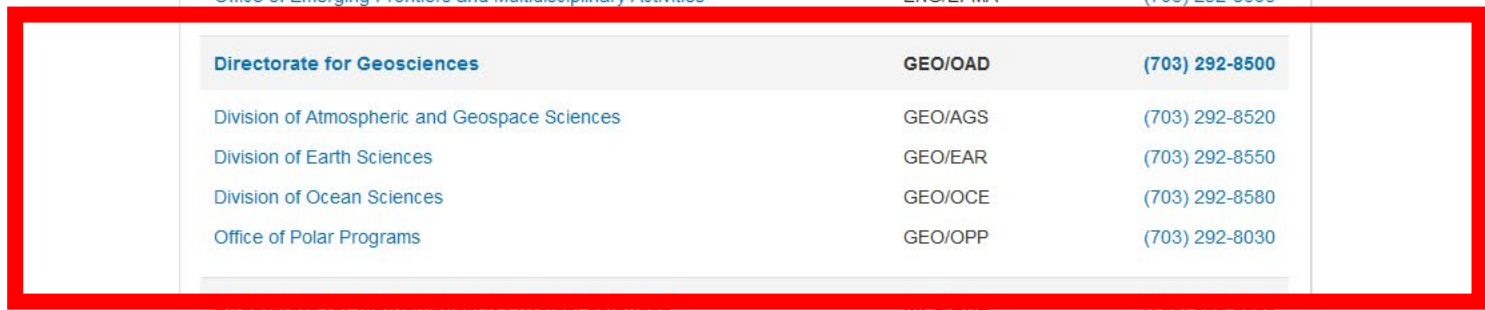 Directorate for Geosciences GEO/OAD (703) 292-8500
Division of Atmospheric and Geospace Sciences GEO/AGS (703) 292-8520
Division of Earth Sciences GEO/EAR (703) 292-8550
Division of Ocean Sciences GEO/OCE (703) 292-8580
Office of Polar Programs GEO/OPP (703) 292-8030